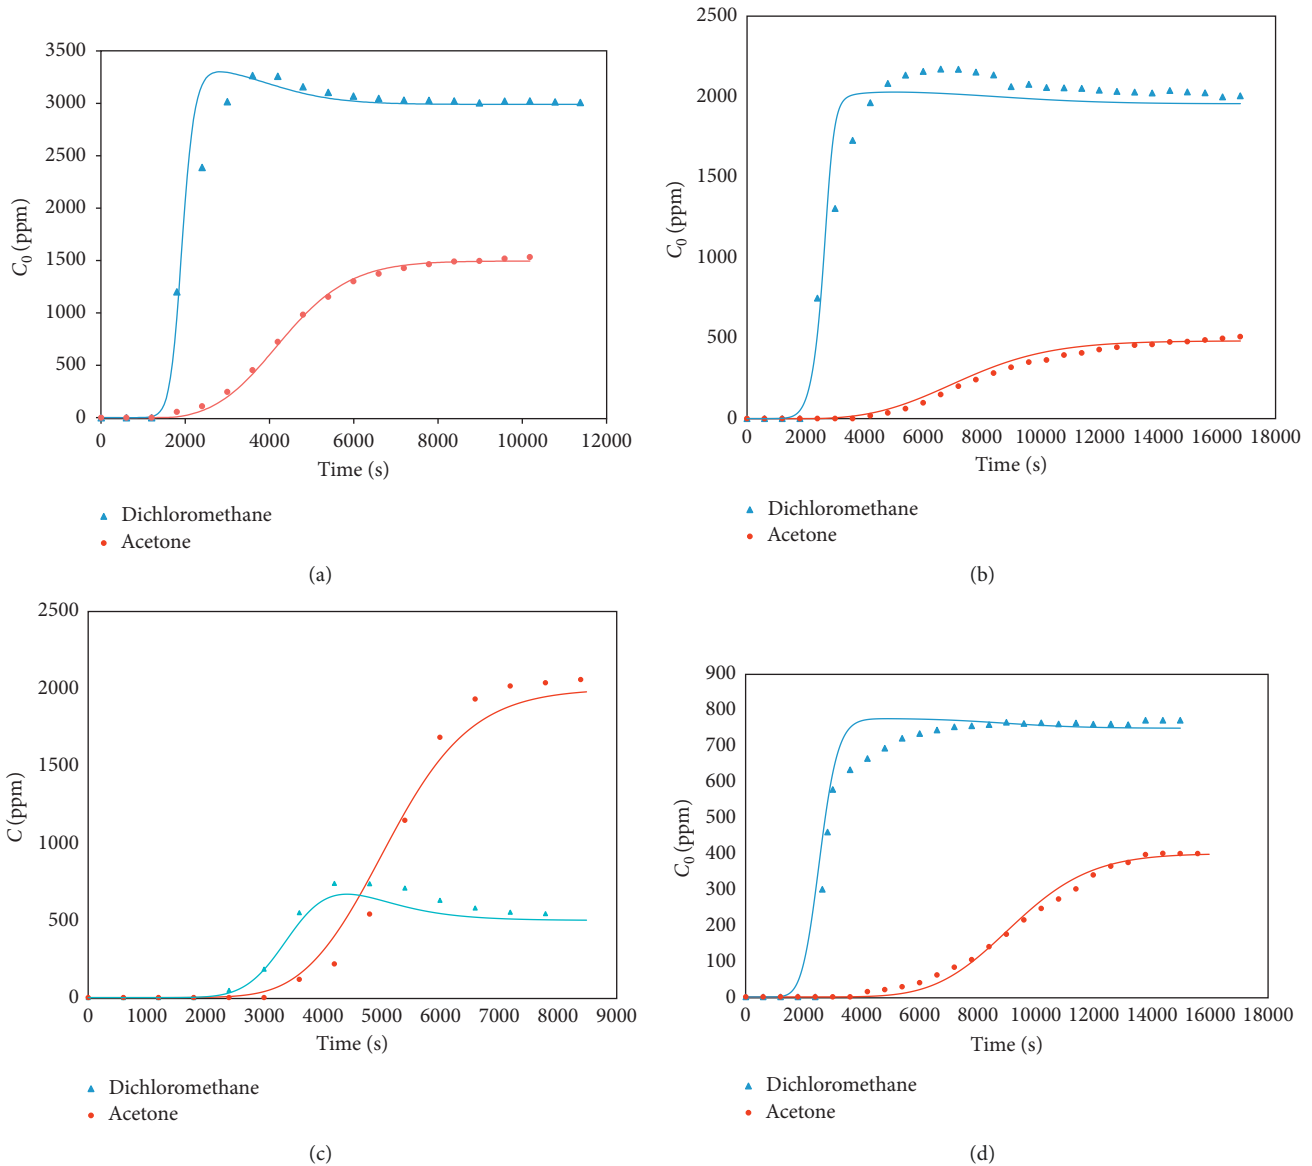 3500
3000
2500
2000
1500
1000
500
0
C0 (ppm)
0 2000 4000 6000 8000 10000 12000
Time (s)
Dichloromethane
Acetone
(a)
2500
2000
1500
1000
500
0
C0 (ppm)
0 2000 4000 6000 8000 10000 12000 14000 16000 18000
Time (s)
Dichloromethane
Acetone
(b)
2500
2000
1500
1000
500
0
C (ppm)
0 1000 2000 3000 4000 5000 6000 7000 8000 9000
Time (s)
Dichloromethane
Acetone
(c)
900
800
700
600
500
400
300
200
100
0
C0 (ppm)
0 2000 4000 6000 8000 10000 12000 14000 16000 18000
Time (s)
Dichloromethane
Acetone
(d)